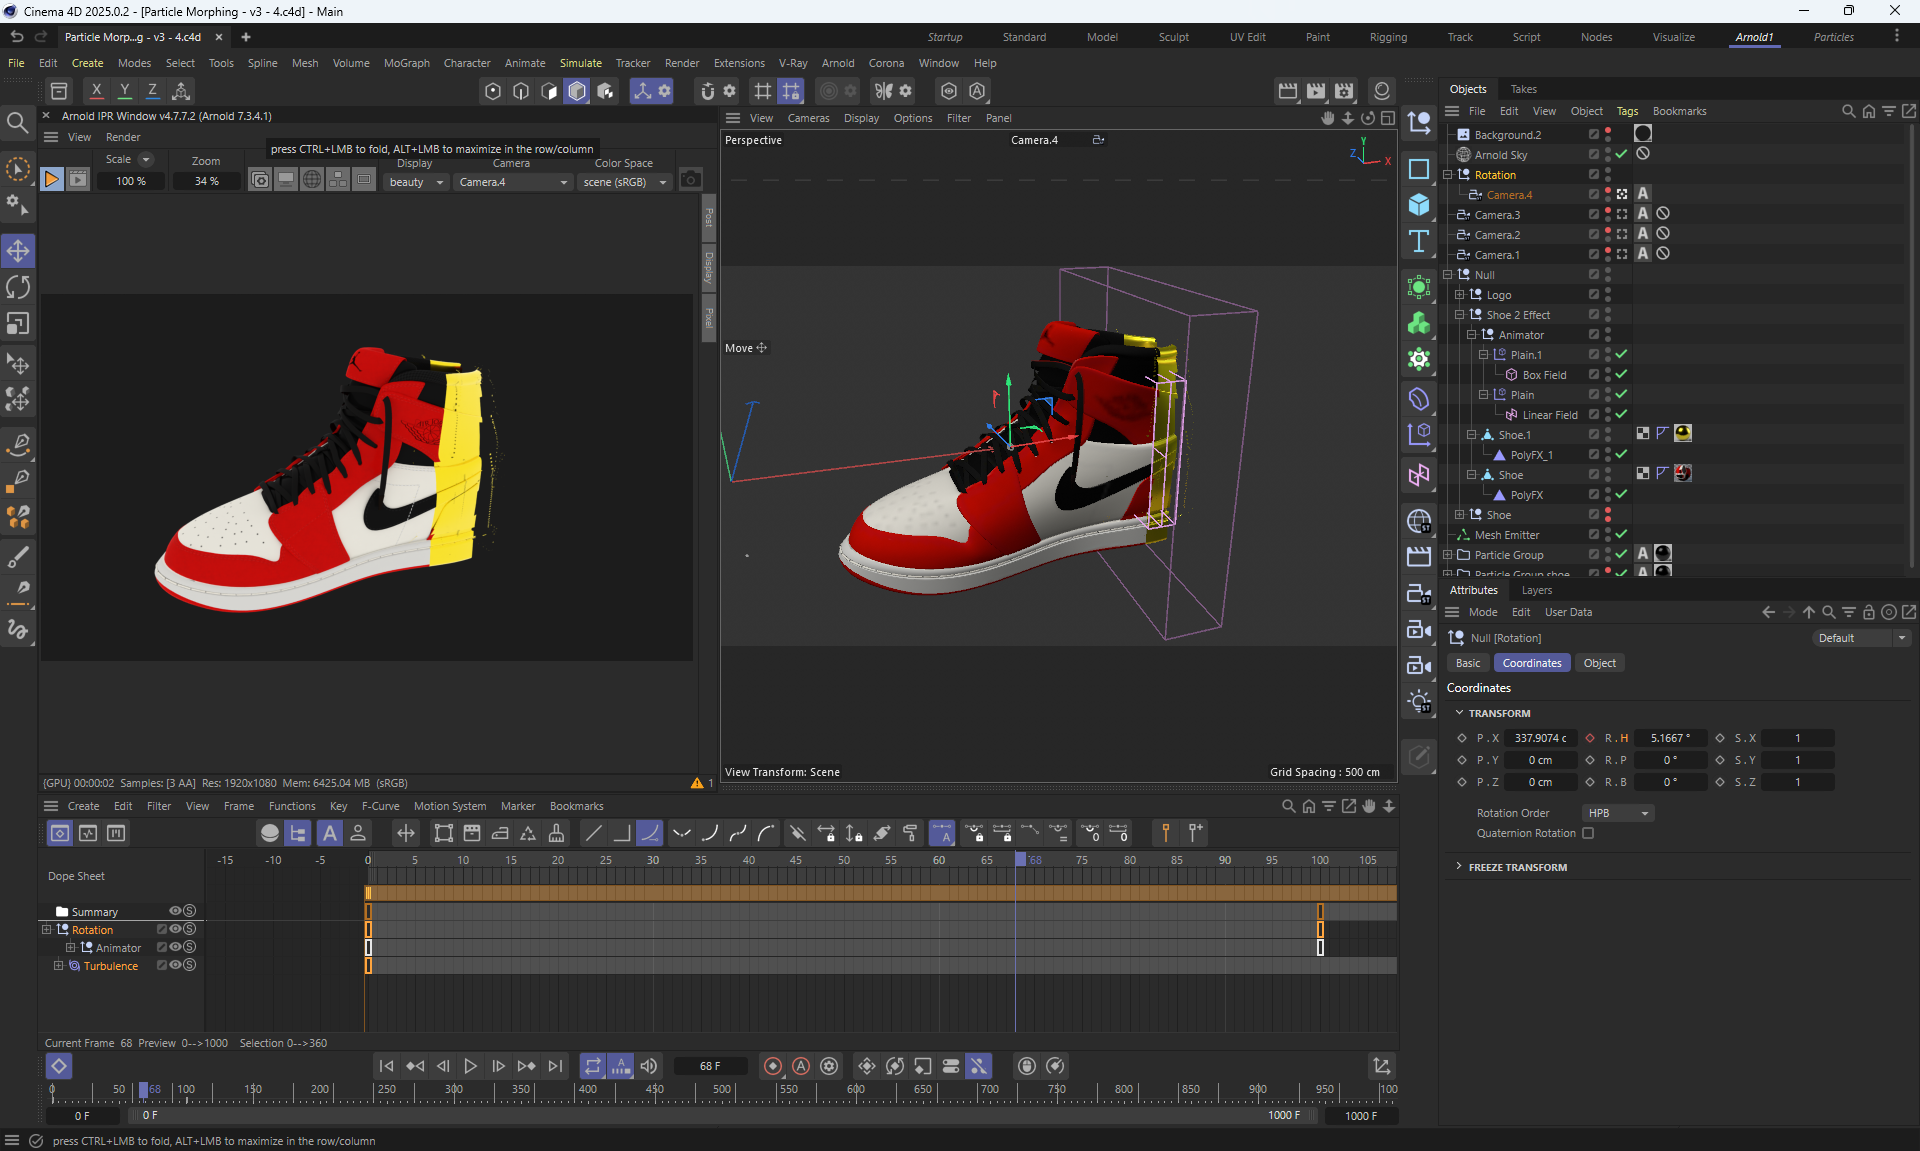 Cinema 4D 2025.0.2 - [Particle Morphing - v3 - 4.c4d] - Main
Particle Morp...g - v3 - 4.c4d × +
Startup Standard Model Sculpt UV Edit Paint Rigging Track Script Nodes Visualize Arnold1 Particles
File Edit Create Modes Select Tools Spline Mesh Volume MoGraph Character Animate Simulate Tracker Render Extensions V-Ray Arnold Corona Window Help
X Y Z
Arnold IPR Window v4.7.7.2 (Arnold 7.3.4.1)
View Render
press CTRL+LMB to fold, ALT+LMB to maximize in the row/column
Scale Zoom Display Camera Color Space
100 % 34 % beauty Camera.4 scene (sRGB)
Post
Display
Pixel
{GPU} 00:00:02 Samples: [3 AA] Res: 1920x1080 Mem: 6425.04 MB (sRGB) 1
View Cameras Display Options Filter Panel
Perspective Camera.4
Y
Z X
Move
View Transform: Scene Grid Spacing : 500 cm
Objects Takes
File Edit View Object Tags Bookmarks
Background.2
Arnold Sky
Rotation
Camera.4 A
Camera.3 A
Camera.2 A
Camera.1 A
Null
Logo
Shoe 2 Effect
Animator
Plain.1
Box Field
Plain
Linear Field
Shoe.1
PolyFX_1
Shoe
PolyFX
Shoe
Mesh Emitter
Particle Group A
Particle Group shoe A
Attributes Layers
Mode Edit User Data
Null [Rotation] Default
Basic Coordinates Object
Coordinates
TRANSFORM
P . X 337.9074 c R . H 5.1667 ° S . X 1
P . Y 0 cm R . P 0 ° S . Y 1
P . Z 0 cm R . B 0 ° S . Z 1
Rotation Order HPB
Quaternion Rotation
FREEZE TRANSFORM
Create Edit Filter View Frame Functions Key F-Curve Motion System Marker Bookmarks
-15 -10 -5 0 5 10 15 20 25 30 35 40 45 50 55 60 65 68 75 80 85 90 95 100 105
Dope Sheet
Summary
Rotation
Animator
Turbulence
Current Frame 68 Preview 0-->1000 Selection 0-->360
68 F
0 50 68 100 150 200 250 300 400 450 500 550 600 650 700 800 850 900 950 100
0 F 0 F 1000 F 1000 F
press CTRL+LMB to fold, ALT+LMB to maximize in the row/column